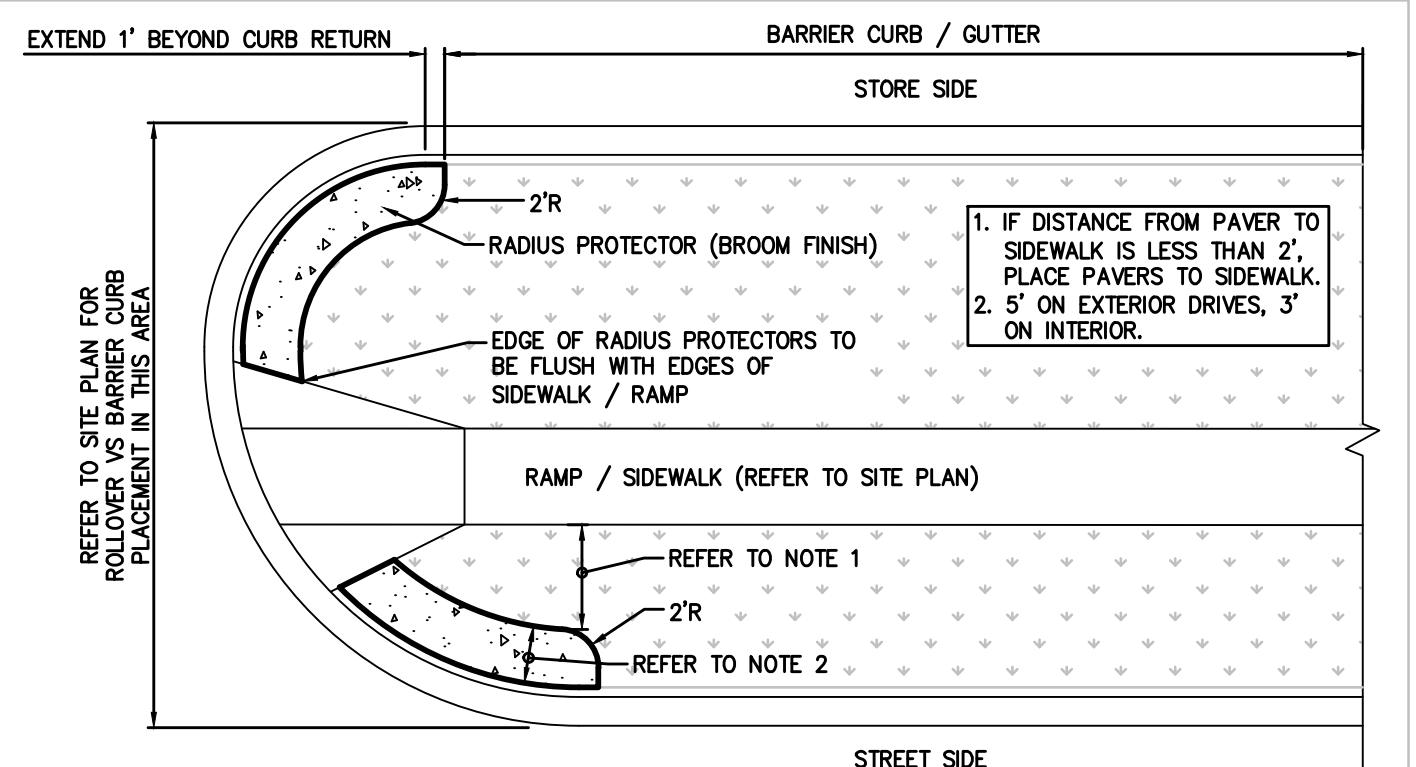 EXTEND 1' BEYOND CURB RETURN
BARRIER CURB / GUTTER
STORE SIDE
2'R
RADIUS PROTECTOR (BROOM FINISH)
1. IF DISTANCE FROM PAVER TO
SIDEWALK IS LESS THAN 2',
PLACE PAVERS TO SIDEWALK.
2. 5' ON EXTERIOR DRIVES, 3'
ON INTERIOR.
EDGE OF RADIUS PROTECTORS TO
BE FLUSH WITH EDGES OF
SIDEWALK / RAMP
REFER TO SITE PLAN FOR
ROLLOVER VS BARRIER CURB
PLACEMENT IN THIS AREA
RAMP / SIDEWALK (REFER TO SITE PLAN)
REFER TO NOTE 1
2'R
REFER TO NOTE 2
STREET SIDE